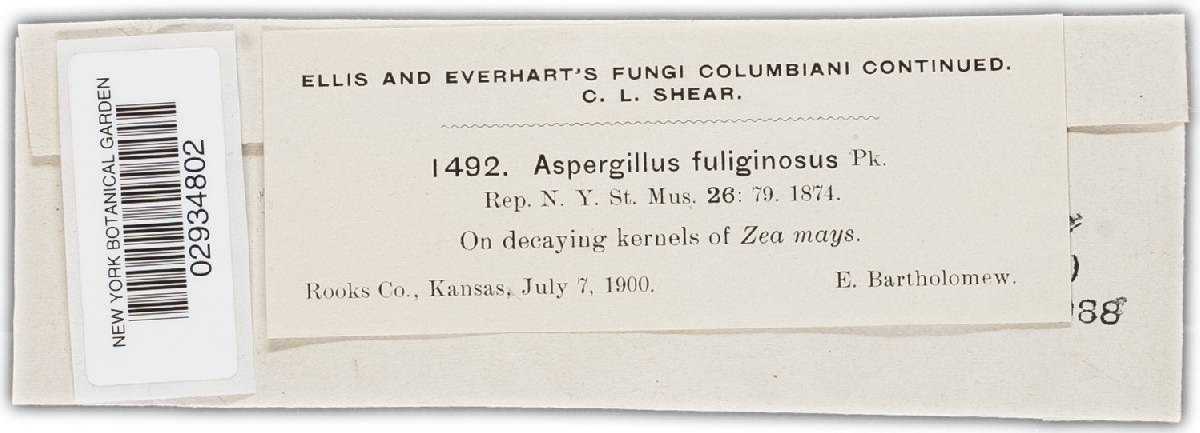 NEW YORK BOTANICAL GARDEN
02934802
ELLIS AND EVERHART'S FUNGI COLUMBIANI CONTINUED.
C. L. SHEAR.
1492. Aspergillus fuliginosus Pk.
Rep. N. Y. St. Mus. 26: 79. 1874.
On decaying kernels of Zea mays.
Rooks Co., Kansas, July 7, 1900.
E. Bartholomew.